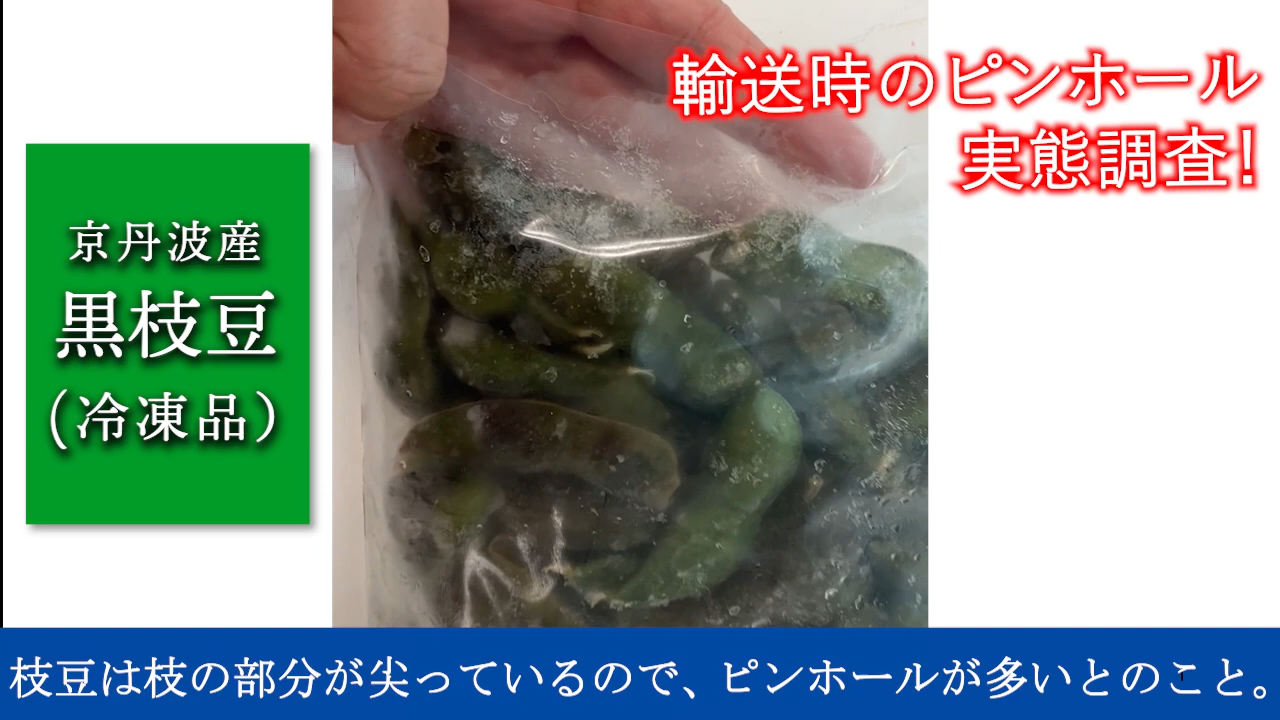 輸送時のピンホール
実態調査!
京丹波産
黒枝豆
(冷凍品)
枝豆は枝の部分が尖っているので、ピンホールが多いとのこと。